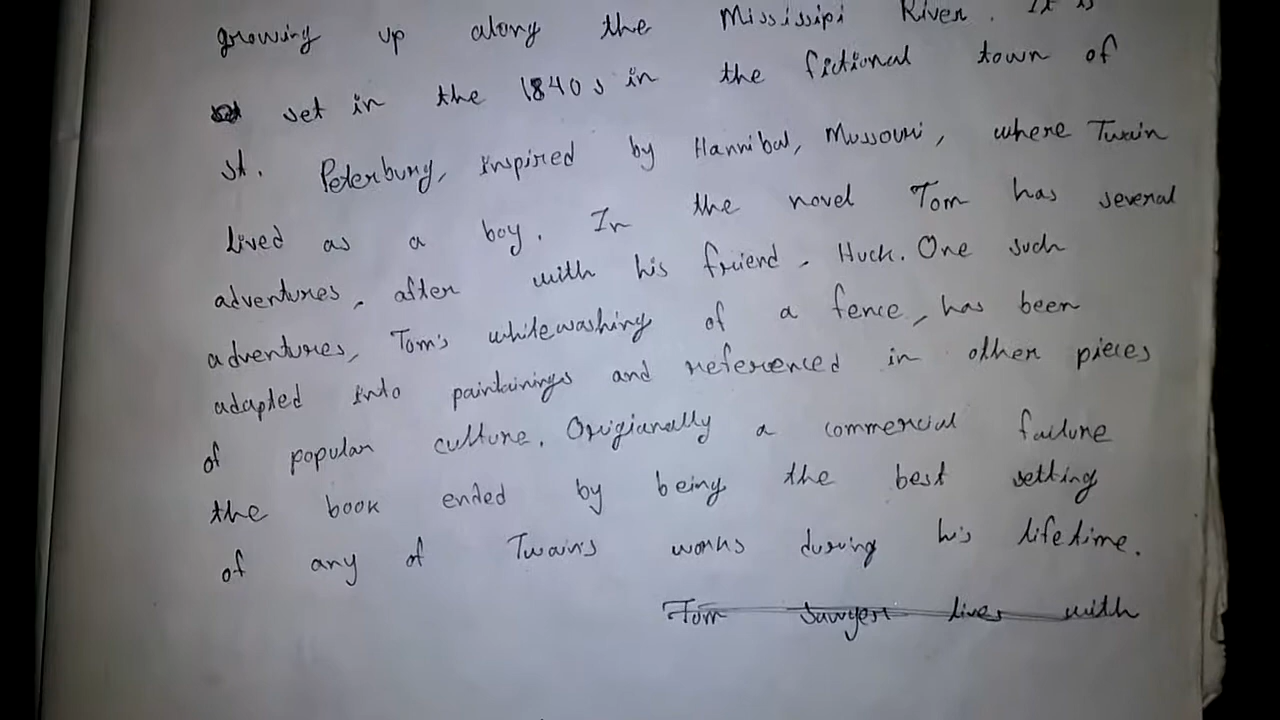 growing up along the Mississipi River. It is
set in the 1840s in the fictional town of
st. Peterburg, inspired by Hannibal, Mussouri, where Twain
lived as a boy. In the novel Tom has several
adventures, after with his friend, Huck. One such
adventures, Tom's whitewashing of a fence, has been
adapted into paintainings and referenced in other pieces
of popular culture. Origianally a commercial failure
the book ended by being the best setting
of any of Twain's works during his lifetime.
Tom Sawyer lives with